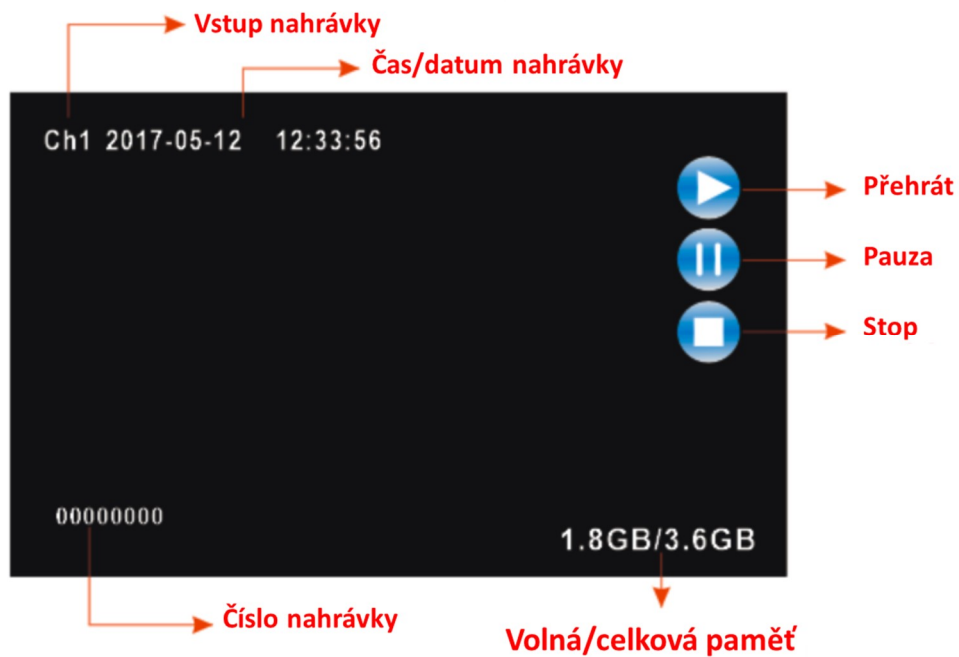 Vstup nahrávky
Čas/datum nahrávky
Ch1 2017-05-12 12:33:56
Přehrát
Pauza
Stop
00000000
1.8GB/3.6GB
Číslo nahrávky
Volná/celková paměť